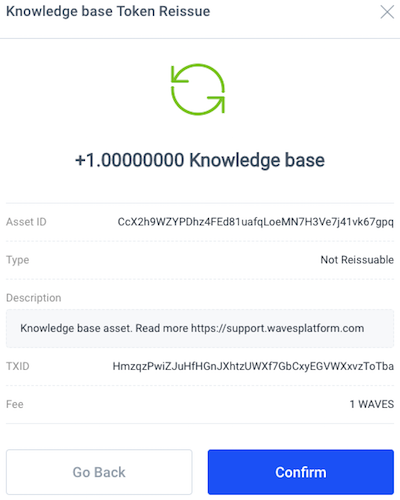 Knowledge base Token Reissue
+1.00000000 Knowledge base
Asset ID CcX2h9WZYPDhz4FEd81uafqLoeMN7H3Ve7j41vk67gpq
Type Not Reissuable
Description
Knowledge base asset. Read more https://support.wavesplatform.com
TXID HmzqzPwiZJuHfHGnJXhtzUWXf7GbCxyEGVWXxvzToTba
Fee 1 WAVES
Go Back Confirm